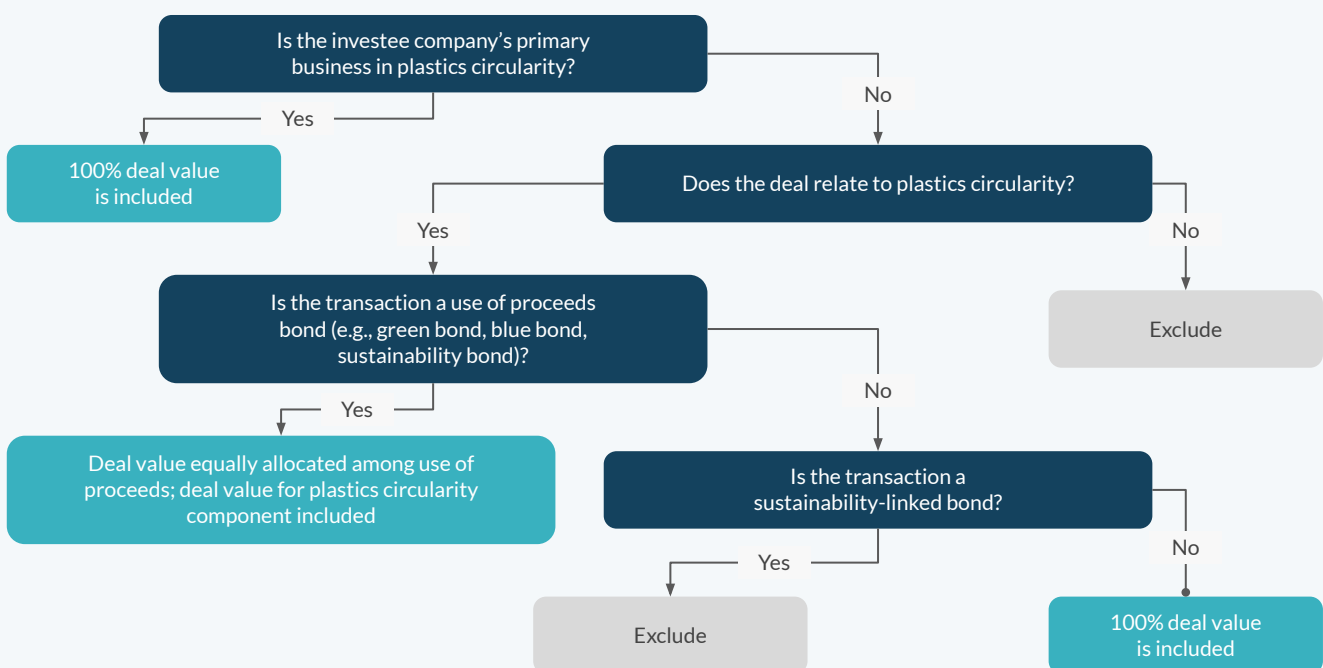 Is the investee company’s primary
business in plastics circularity?
No
Yes
100% deal value
is included
Does the deal relate to plastics circularity?
Yes
No
Is the transaction a use of proceeds
bond (e.g., green bond, blue bond,
sustainability bond)?
Exclude
No
Yes
Deal value equally allocated among use of
proceeds; deal value for plastics circularity
component included
Is the transaction a
sustainability-linked bond?
No
Yes
Exclude
100% deal value
is included